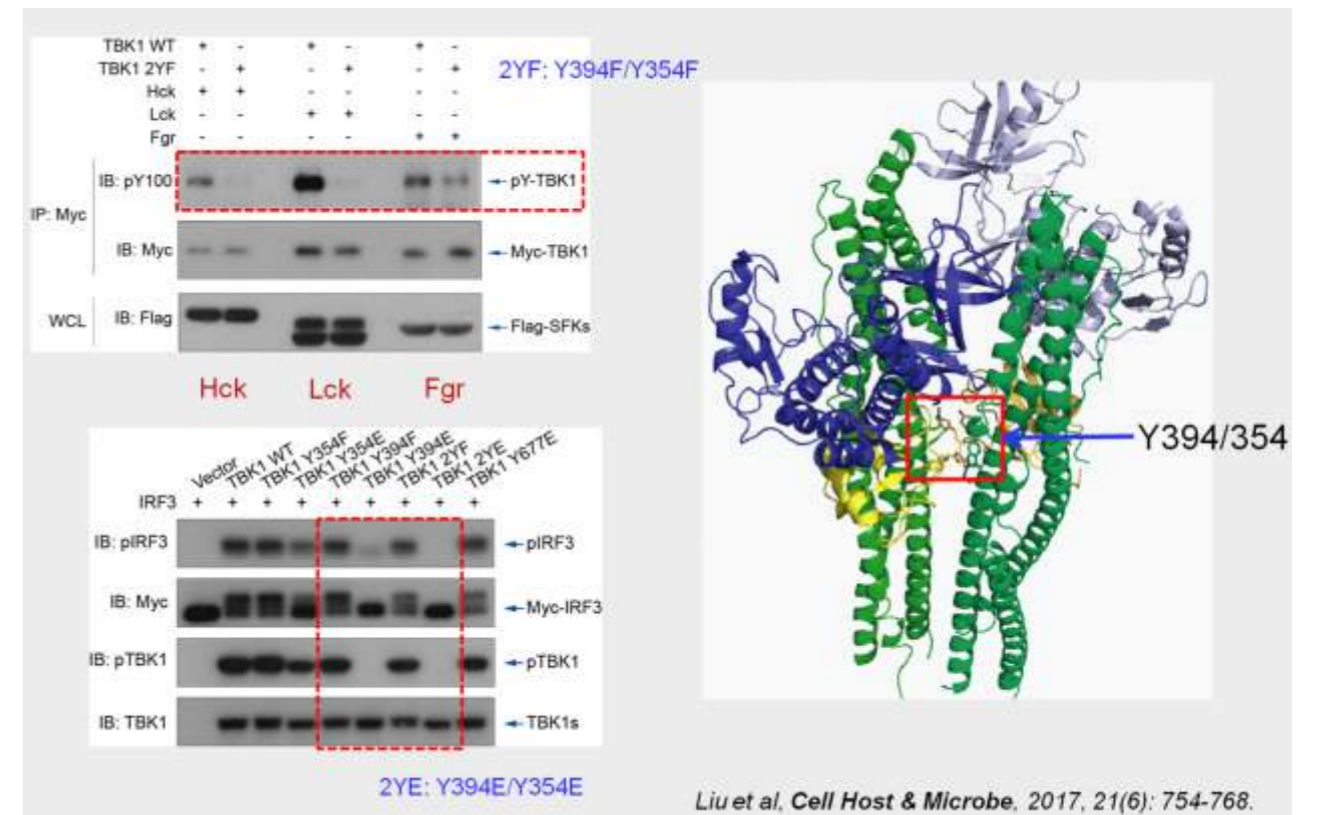 TBK1 WT + - + - + -
TBK1 2YF - + - + - +
Hck + + - - - -
Lck - - + + - -
Fgr - - - - + +
2YF: Y394F/Y354F
IP: Myc
IB: pY100
pY-TBK1
IB: Myc
Myc-TBK1
WCL
IB: Flag
Flag-SFKs
Hck Lck Fgr
Vector
TBK1 WT
TBK1 Y354F
TBK1 Y354E
TBK1 Y394F
TBK1 Y394E
TBK1 2YF
TBK1 2YE
TBK1 Y677E
IRF3 + + + + + + + + +
IB: pIRF3
pIRF3
IB: Myc
Myc-IRF3
IB: pTBK1
pTBK1
IB: TBK1
TBK1s
2YE: Y394E/Y354E
Y394/354
Liu et al, Cell Host & Microbe, 2017, 21(6): 754-768.